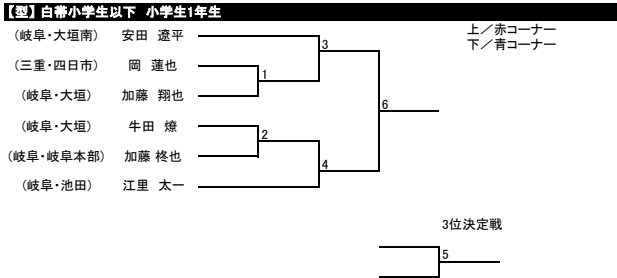 【型】白帯小学生以下 小学生1年生
上／赤コーナー
下／青コーナー
(岐阜・大垣南) 安田 遼平
3
(三重・四日市) 岡 蓮也
1
(岐阜・大垣) 加藤 翔也
6
(岐阜・大垣) 牛田 燎
2
(岐阜・岐阜本部) 加藤 柊也
4
(岐阜・池田) 江里 太一
3位決定戦
5